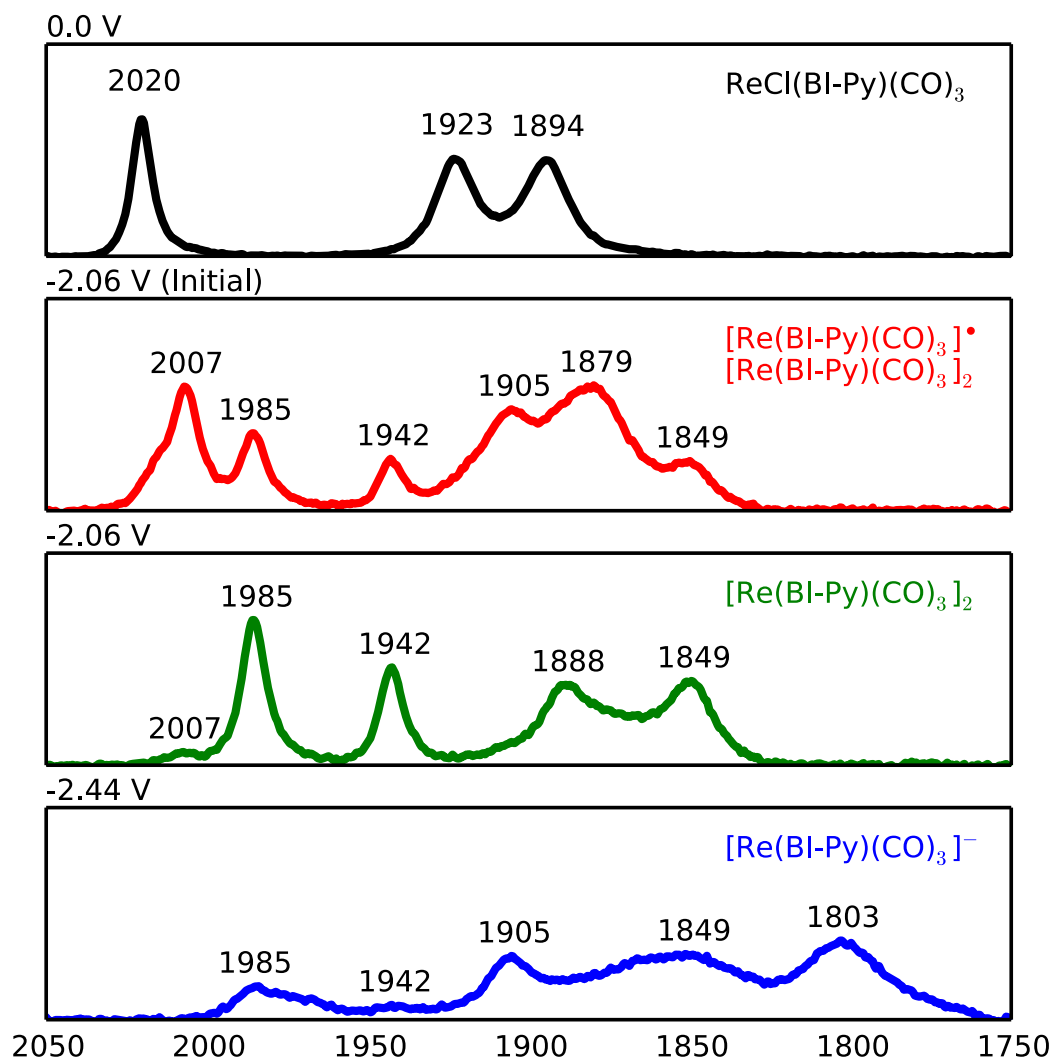 0.0 V
ReCl(BI-Py)(CO)₃
2020
1923
1894
-2.06 V (Initial)
[Re(BI-Py)(CO)₃]•
[Re(BI-Py)(CO)₃]₂
2007
1985
1942
1905
1879
1849
-2.06 V
[Re(BI-Py)(CO)₃]₂
2007
1985
1942
1888
1849
-2.44 V
[Re(BI-Py)(CO)₃]⁻
1985
1942
1905
1849
1803
2050 2000 1950 1900 1850 1800 1750